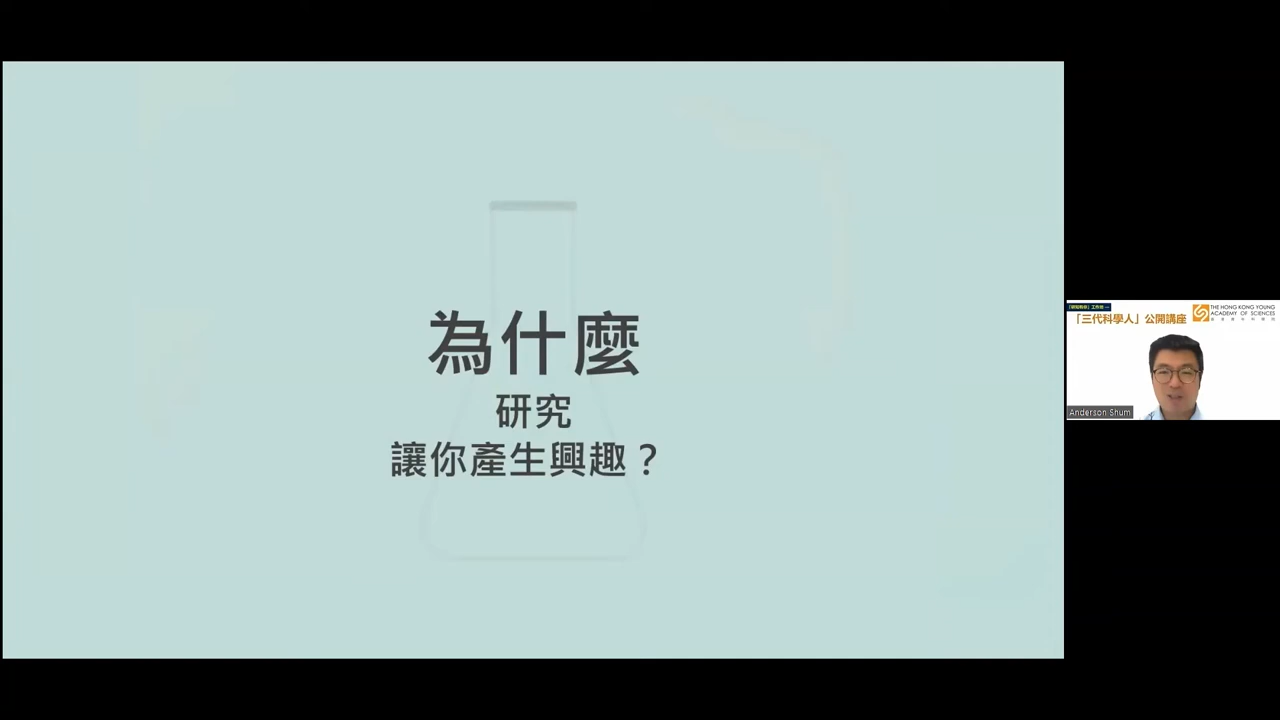 為什麼
研究
讓你產生興趣？
「三代科學人」公開講座
THE HONG KONG YOUNG
ACADEMY OF SCIENCES
Anderson Shum